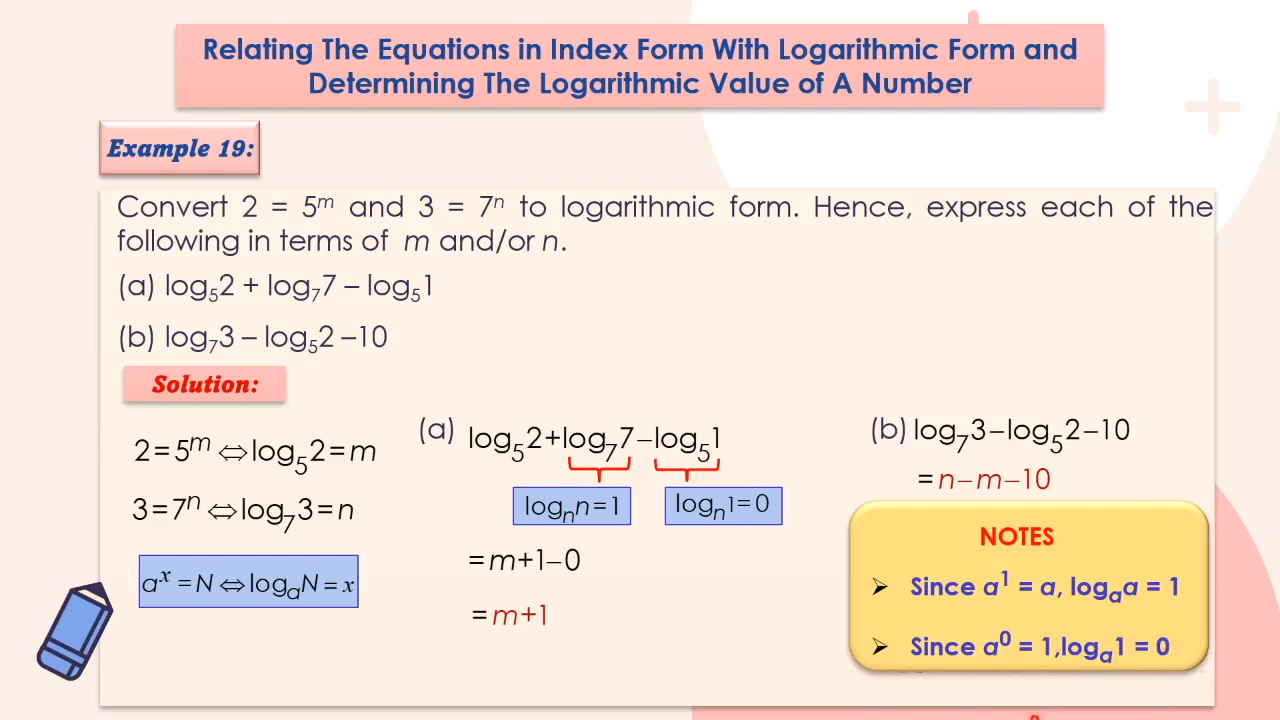 Relating The Equations in Index Form With Logarithmic Form and
Determining The Logarithmic Value of A Number
Example 19:
Convert 2 = 5ᵐ and 3 = 7ⁿ to logarithmic form. Hence, express each of the
following in terms of m and/or n.
(a) log₅2 + log₇7 – log₅1
(b) log₇3 – log₅2 –10
Solution:
2=5ᵐ ⇔ log₅2=m
3=7ⁿ ⇔ log₇3=n
aˣ = N ⇔ logₐN = x
(a) log₅2+log₇7–log₅1
logₙn=1
logₙ1=0
=m+1–0
=m+1
(b) log₇3–log₅2–10
=n–m–10
NOTES
➢ Since a¹ = a, logₐa = 1
➢ Since a⁰ = 1,logₐ1 = 0